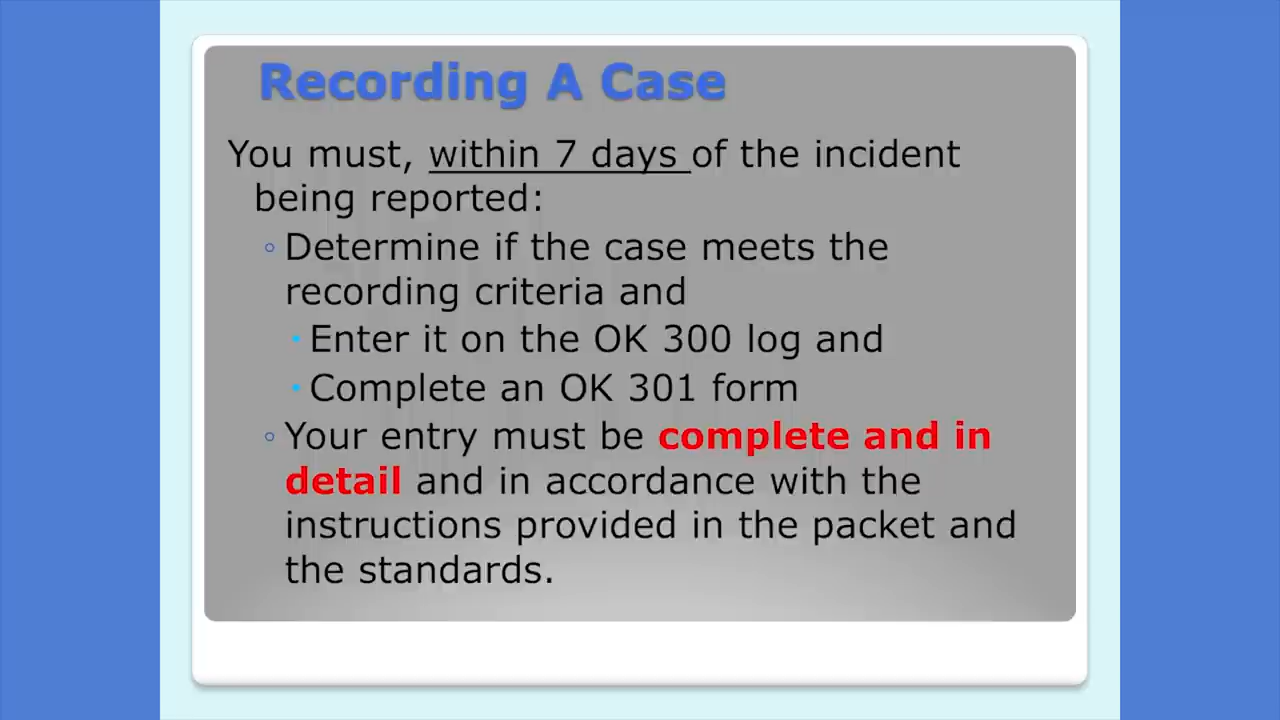 Recording A Case
You must, within 7 days of the incident
being reported:
◦ Determine if the case meets the
recording criteria and
• Enter it on the OK 300 log and
• Complete an OK 301 form
◦ Your entry must be complete and in
detail and in accordance with the
instructions provided in the packet and
the standards.